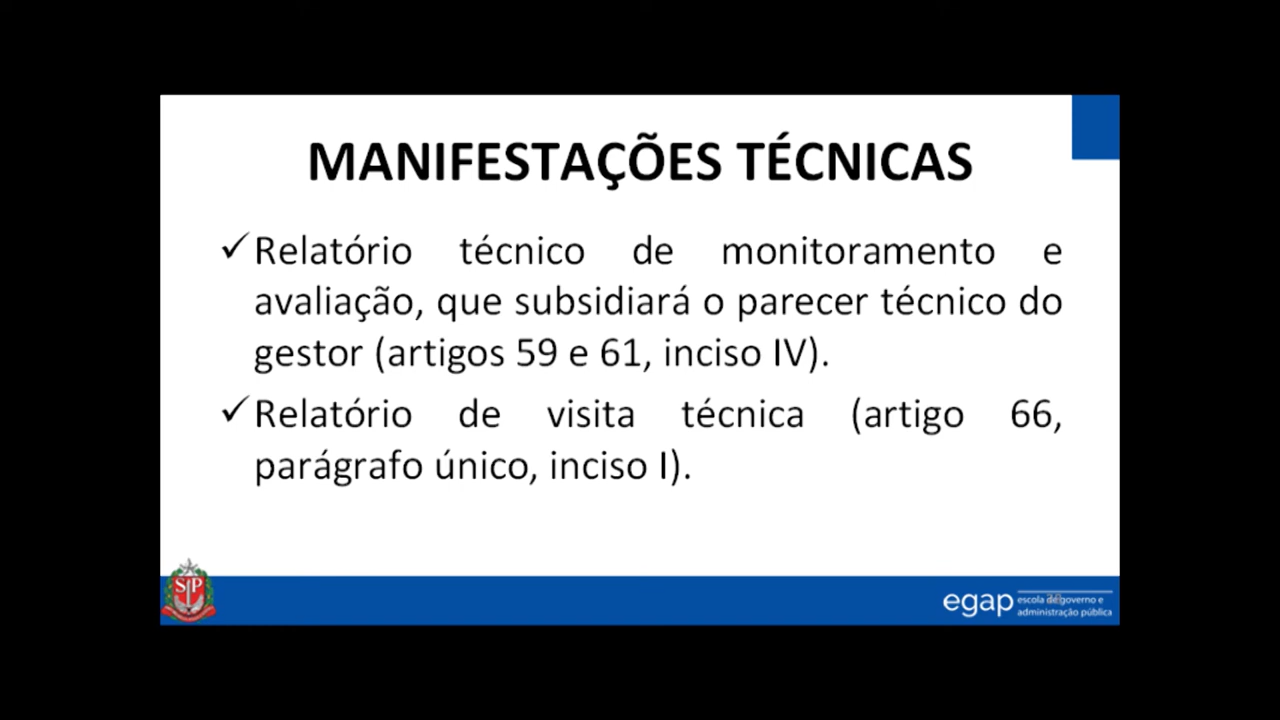 MANIFESTAÇÕES TÉCNICAS
✓Relatório técnico de monitoramento e
avaliação, que subsidiará o parecer técnico do
gestor (artigos 59 e 61, inciso IV).
✓Relatório de visita técnica (artigo 66,
parágrafo único, inciso I).
SP
egap
escola de governo e
administração pública